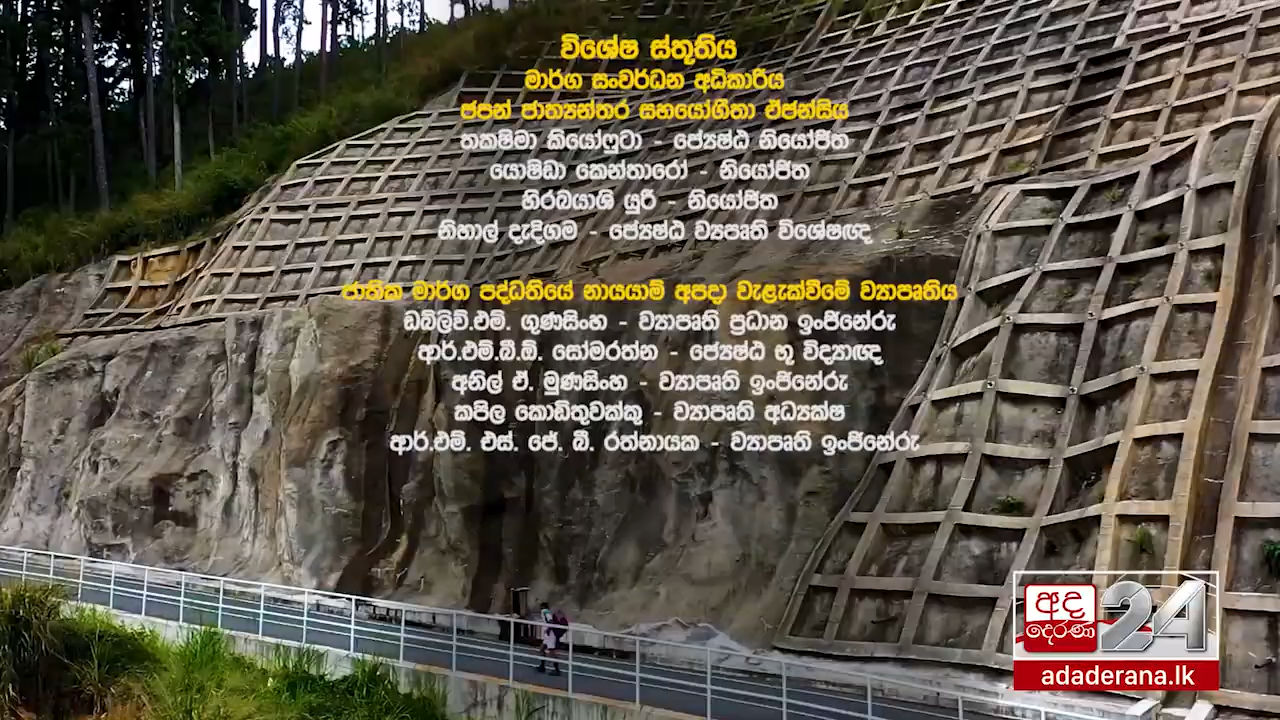 විශේෂ ස්තූතිය
මාර්ග සංවර්ධන අධිකාරිය
ජපන් ජාත්‍යන්තර සහයෝගීතා ඒජන්සිය
තකෂිමා කියෝෆුටා - ජ්‍යෙෂ්ඨ නියෝජිත
යොෂිඩා කෙන්තාරෝ - නියෝජිත
හිරබයාශි යුරි - නියෝජිත
නිහාල් දැදිගම - ජ්‍යෙෂ්ඨ ව්‍යපෘති විශේෂඥ
ජාතික මාර්ග පද්ධතියේ නායයාම් අපදා වැළැක්වීමේ ව්‍යාපෘතිය
ඩබ්ලිව්.එම්. ගුණසිංහ - ව්‍යාපෘති ප්‍රධාන ඉංජිනේරු
ආර්.එම්.බී.ඕ. සෝමරත්න - ජ්‍යෙෂ්ඨ භූ විද්‍යාඥ
අනිල් ඒ. මුණසිංහ - ව්‍යාපෘති ඉංජිනේරු
කපිල කොඩිතුවක්කු - ව්‍යාපෘති අධ්‍යක්ෂ
ආර්.එම්. එස්. ජේ. බී. රත්නායක - ව්‍යාපෘති ඉංජිනේරු
අද දෙරණ 24
adaderana.lk